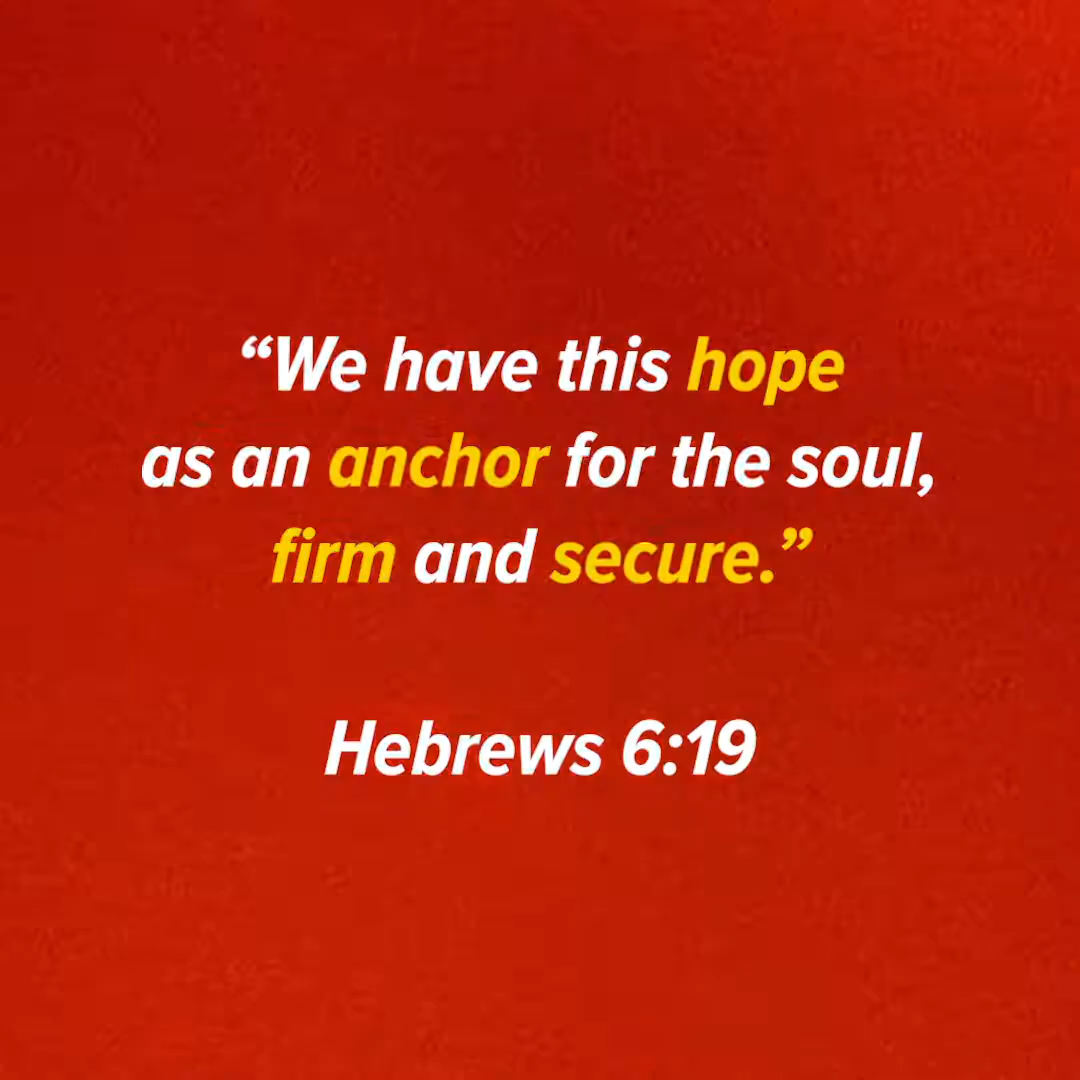 “We have this hope
as an anchor for the soul,
firm and secure.”
Hebrews 6:19